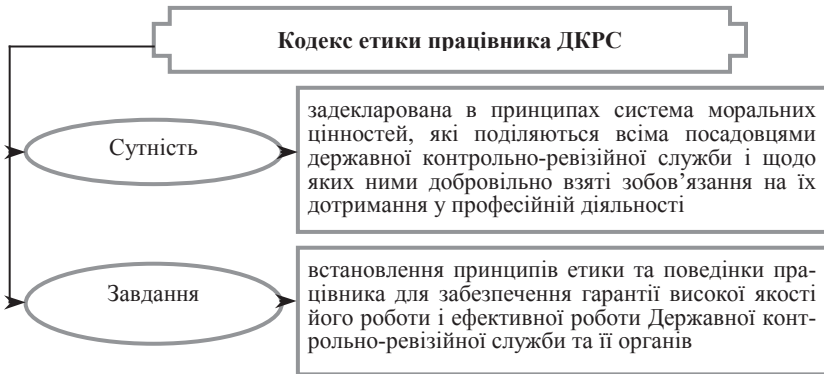 Кодекс етики працівника ДКРС
Сутність
задекларована в принципах система моральних
цінностей, які поділяються всіма посадовцями
державної контрольно-ревізійної служби і щодо
яких ними добровільно взяті зобов’язання на їх
дотримання у професійній діяльності
Завдання
встановлення принципів етики та поведінки пра-
цівника для забезпечення гарантії високої якості
його роботи і ефективної роботи Державної конт-
рольно-ревізійної служби та її органів